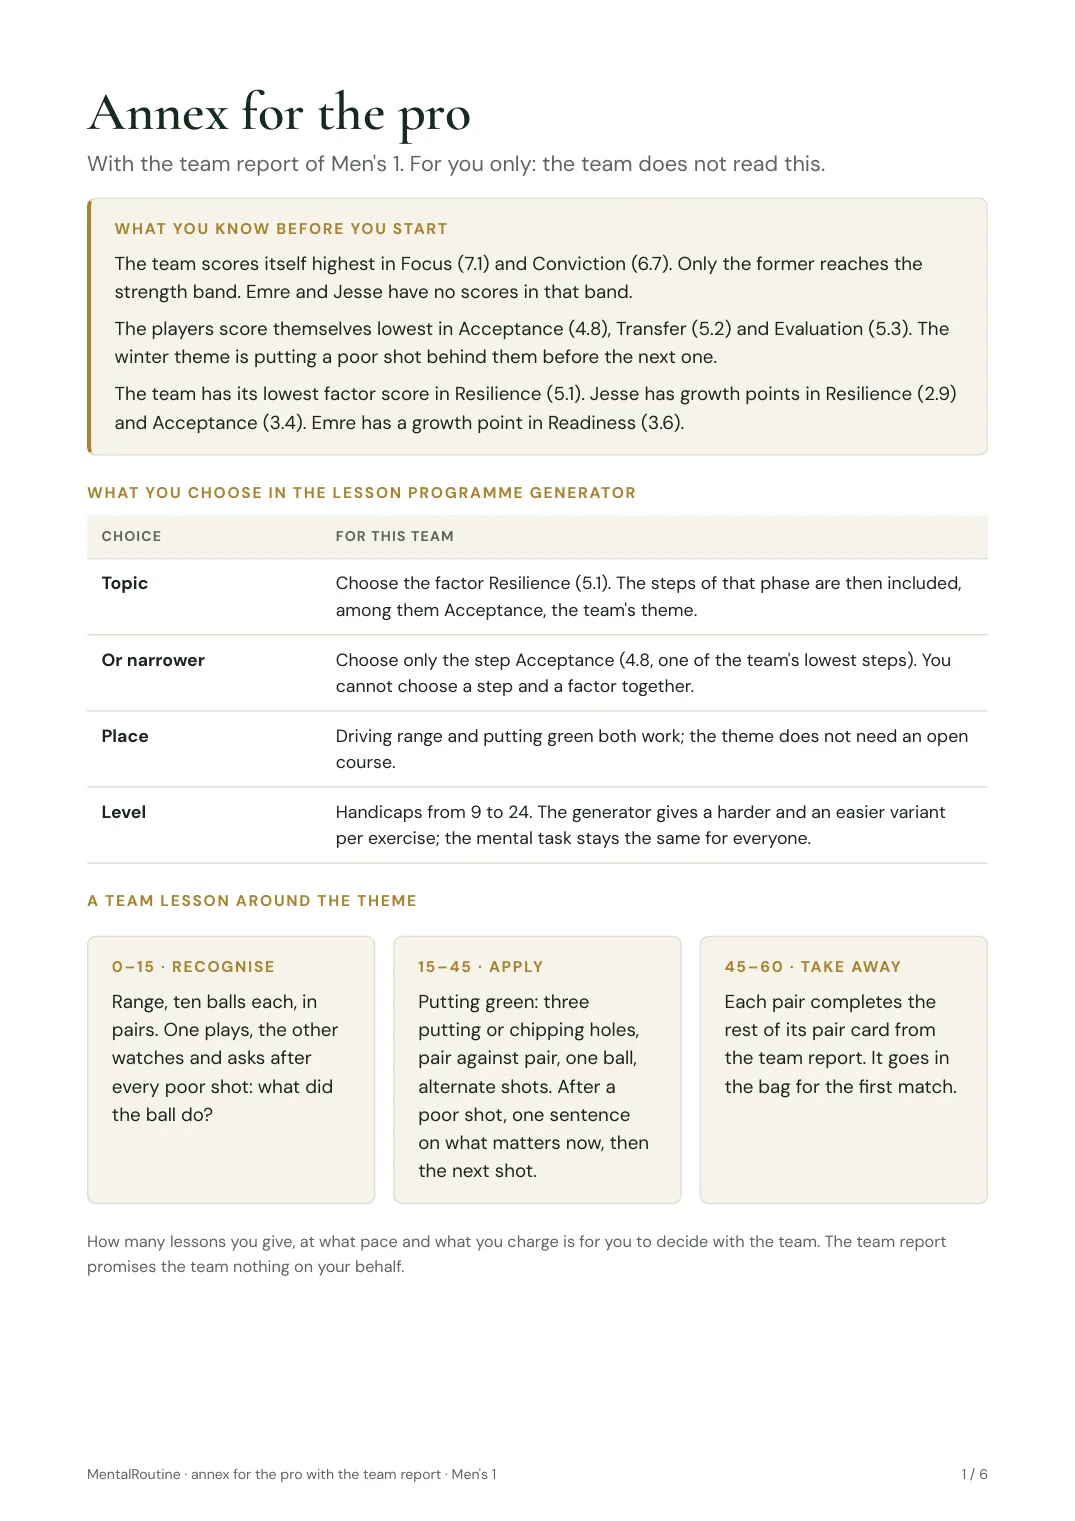 Annex for the pro
With the team report of Men's 1. For you only: the team does not read this.
WHAT YOU KNOW BEFORE YOU START
The team scores itself highest in Focus (7.1) and Conviction (6.7). Only the former reaches the
strength band. Emre and Jesse have no scores in that band.
The players score themselves lowest in Acceptance (4.8), Transfer (5.2) and Evaluation (5.3). The
winter theme is putting a poor shot behind them before the next one.
The team has its lowest factor score in Resilience (5.1). Jesse has growth points in Resilience (2.9)
and Acceptance (3.4). Emre has a growth point in Readiness (3.6).
WHAT YOU CHOOSE IN THE LESSON PROGRAMME GENERATOR
CHOICE FOR THIS TEAM
Topic Choose the factor Resilience (5.1). The steps of that phase are then included,
among them Acceptance, the team's theme.
Or narrower Choose only the step Acceptance (4.8, one of the team's lowest steps). You
cannot choose a step and a factor together.
Place Driving range and putting green both work; the theme does not need an open
course.
Level Handicaps from 9 to 24. The generator gives a harder and an easier variant
per exercise; the mental task stays the same for everyone.
A TEAM LESSON AROUND THE THEME
0–15 · RECOGNISE
Range, ten balls each, in
pairs. One plays, the other
watches and asks after
every poor shot: what did
the ball do?
15–45 · APPLY
Putting green: three
putting or chipping holes,
pair against pair, one ball,
alternate shots. After a
poor shot, one sentence
on what matters now, then
the next shot.
45–60 · TAKE AWAY
Each pair completes the
rest of its pair card from
the team report. It goes in
the bag for the first match.
How many lessons you give, at what pace and what you charge is for you to decide with the team. The team report
promises the team nothing on your behalf.
MentalRoutine · annex for the pro with the team report · Men's 1
1 / 6